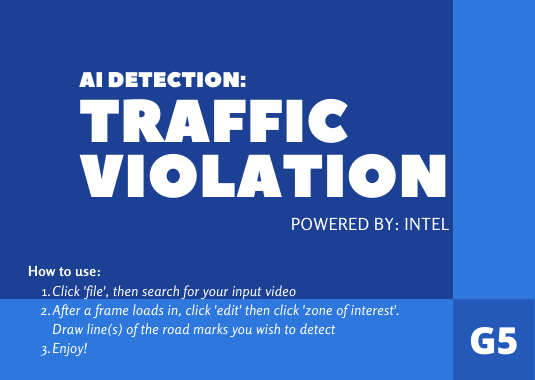 AI DETECTION:
TRAFFIC
VIOLATION
POWERED BY: INTEL
How to use:
1. Click 'file', then search for your input video
2. After a frame loads in, click 'edit' then click 'zone of interest'.
Draw line(s) of the road marks you wish to detect
3. Enjoy!
G5